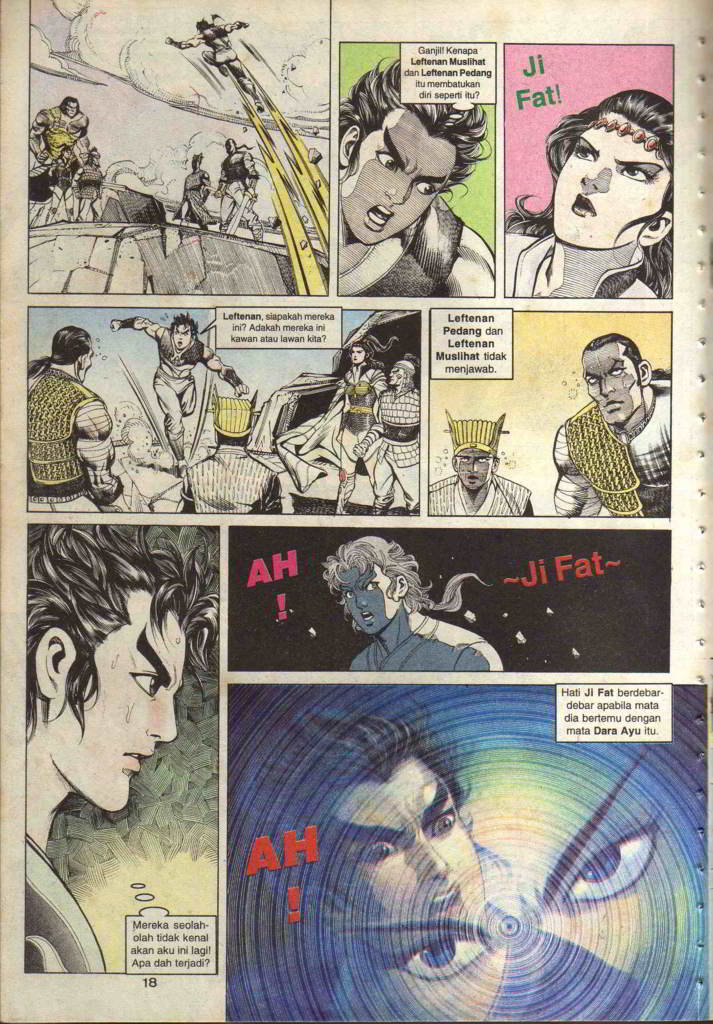 Ganjil! Kenapa
Leftenan Muslihat
dan Leftenan Pedang
itu membatukan
diri seperti itu?
Ji
Fat!
Leftenan, siapakah mereka
ini? Adakah mereka ini
kawan atau lawan kita?
Leftenan
Pedang dan
Leftenan
Muslihat tidak
menjawab.
Mereka seolah-
olah tidak kenal
akan aku ini lagi!
Apa dah terjadi?
AH
!
~Ji Fat~
Hati Ji Fat berdebar-
debar apabila mata
dia bertemu dengan
mata Dara Ayu itu.
AH
!
18